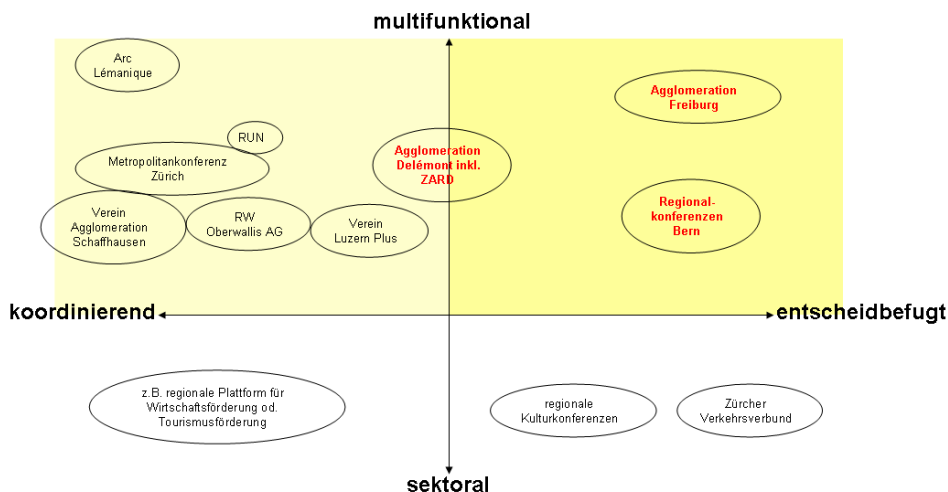 multifunktional
Arc
Lémanique
Agglomeration
Freiburg
RUN
Metropolitankonferenz
Zürich
Agglomeration
Delémont inkl.
ZARD
Verein
Agglomeration
Schaffhausen
RW
Oberwallis AG
Verein
Luzern Plus
Regional-
konferenzen
Bern
koordinierend
entscheidbefugt
z.B. regionale Plattform für
Wirtschaftsförderung od.
Tourismusförderung
regionale
Kulturkonferenzen
Zürcher
Verkehrsverbund
sektoral